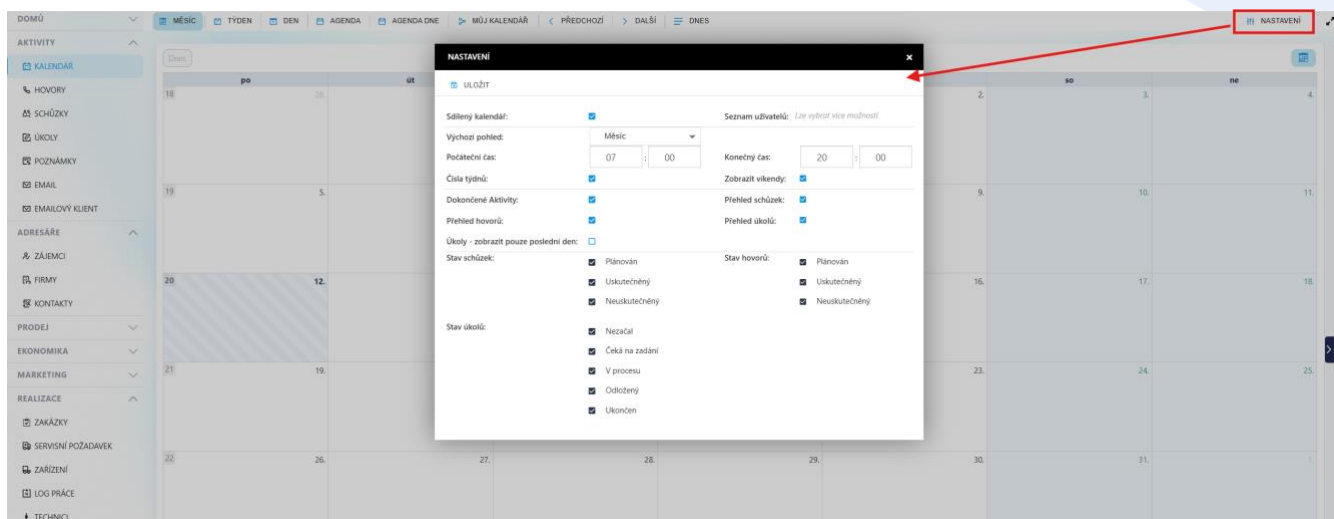 DOMŮ
MĚSÍC TÝDEN DEN AGENDA AGENDA DNE MŮJ KALENDÁŘ PŘEDCHOZÍ DALŠÍ DNES NASTAVENÍ
AKTIVITY
KALENDÁŘ
HOVORY
SCHŮZKY
ÚKOLY
POZNÁMKY
EMAIL
EMAILOVÝ KLIENT
ADRESÁŘE
ZÁJEMCI
FIRMY
KONTAKTY
PRODEJ
EKONOMIKA
MARKETING
REALIZACE
ZAKÁZKY
SERVISNÍ POŽADAVEK
ZAŘÍZENÍ
LOG PRÁCE
TECHNICI
Dnes
po út so ne
18 28. 2. 3. 4.
19 5. 9. 10. 11.
20 12. 16. 17. 18.
21 19. 23. 24. 25.
22 26. 27. 28. 29. 30. 31. 1
NASTAVENÍ ×
ULOŽIT
Sdílený kalendář: Seznam uživatelů: Lze vybrat více možností
Výchozí pohled: Měsíc
Počáteční čas: 07 : 00 Konečný čas: 20 : 00
Čísla týdnů: Zobrazit víkendy:
Dokončené Aktivity: Přehled schůzek:
Přehled hovorů: Přehled úkolů:
Úkoly - zobrazit pouze poslední den:
Stav schůzek: Plánován Stav hovorů: Plánován
Uskutečněný Uskutečněný
Neuskutečněný Neuskutečněný
Stav úkolů: Nezačal
Čeká na zadání
V procesu
Odložený
Ukončen